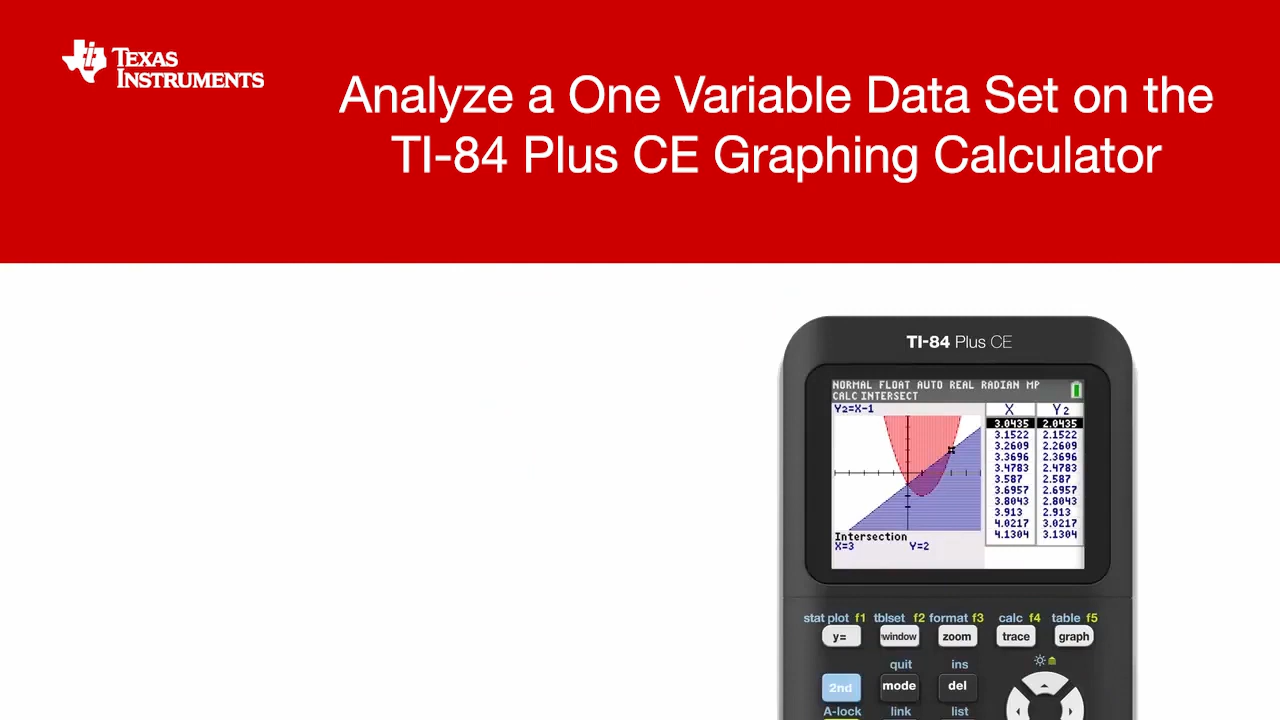 TEXAS
INSTRUMENTS
Analyze a One Variable Data Set on the
TI-84 Plus CE Graphing Calculator
TI-84 Plus CE
NORMAL FLOAT AUTO REAL RADIAN MP
CALC INTERSECT
Y2=X-1
X Y2
3.0435 2.0435
3.1522 2.1522
3.2609 2.2609
3.3696 2.3696
3.4783 2.4783
3.587 2.587
3.6957 2.6957
3.8043 2.8043
3.913 2.913
4.0217 3.0217
4.1304 3.1304
Intersection
X=3 Y=2
stat plot f1 tblset f2 format f3 calc f4 table f5
y= window zoom trace graph
quit ins
2nd mode del
A-lock link list